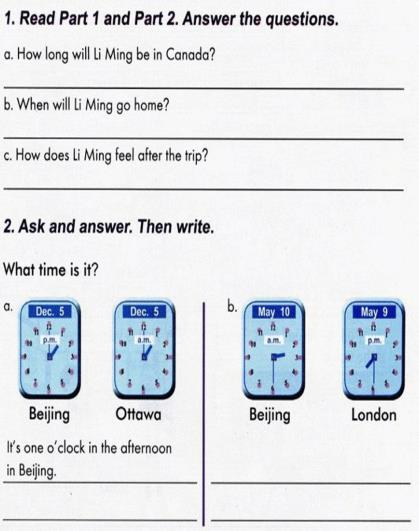 1. Read Part 1 and Part 2. Answer the questions.
a. How long will Li Ming be in Canada?
b. When will Li Ming go home?
c. How does Li Ming feel after the trip?
2. Ask and answer. Then write.
What time is it?
a.
Dec. 5
p.m.
Beijing
Dec. 5
a.m.
Ottawa
It's one o'clock in the afternoon
in Beijing.
b.
May 10
a.m.
Beijing
May 9
p.m.
London